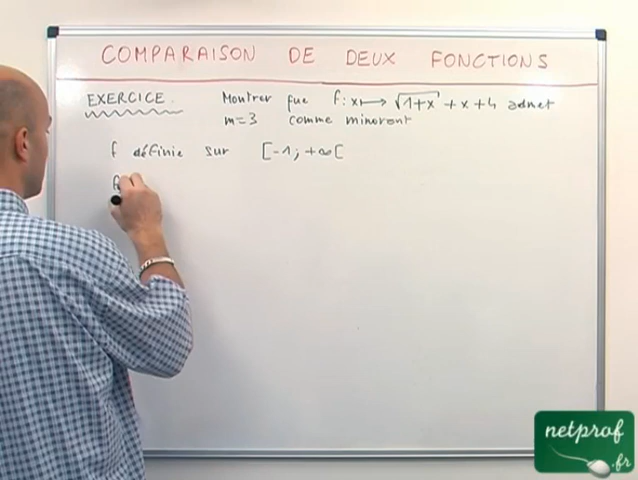 COMPARAISON DE DEUX FONCTIONS
EXERCICE. Montrer que f: x ⟼ √1+x + x + 4 admet
m=3 comme minorant
f définie sur [-1; +∞[
netprof
.fr